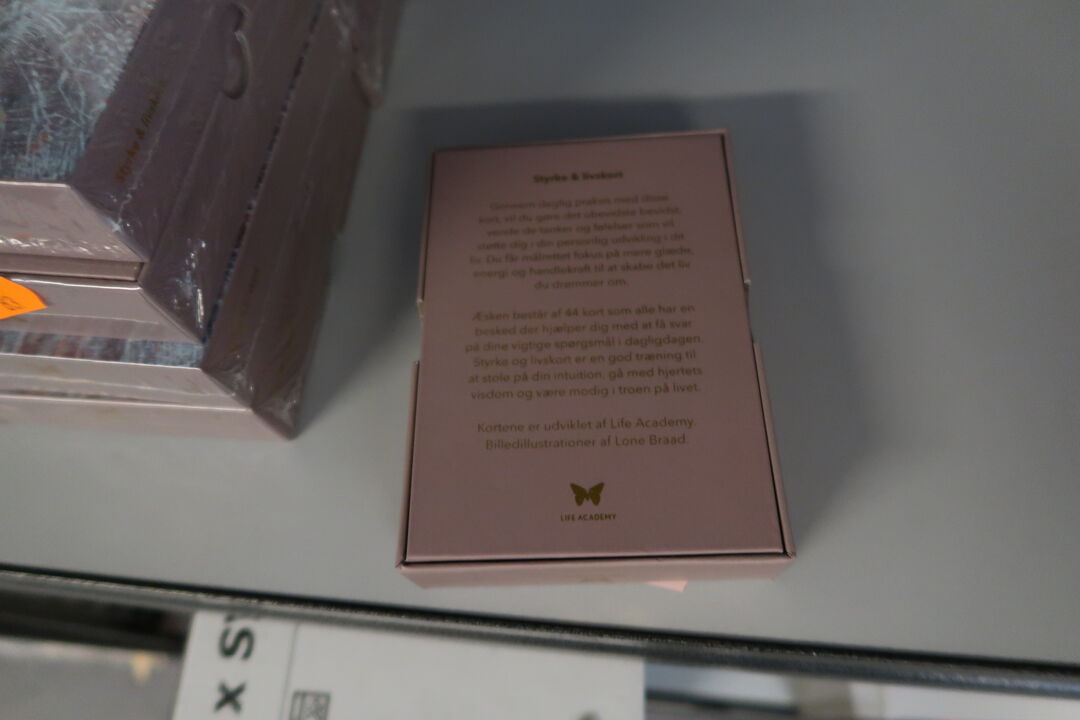 Styrke & livskort
Gennem daglig praksis med disse
kort, vil du gøre det ubevidste bevidst,
vende de tanker og følelser som vil
støtte dig i din personlig udvikling i dit
liv. Du får målrettet fokus på mere glæde,
energi og handlekraft til at skabe det liv
du drømmer om.
Æsken består af 44 kort som alle har en
besked der hjælper dig med at få svar
på dine vigtige spørgsmål i dagligdagen.
Styrke og livskort er en god træning til
at stole på din intuition, gå med hjertets
visdom og være modig i troen på livet.
Kortene er udviklet af Life Academy.
Billedillustrationer af Lone Braad.
LIFE ACADEMY
Styrke &